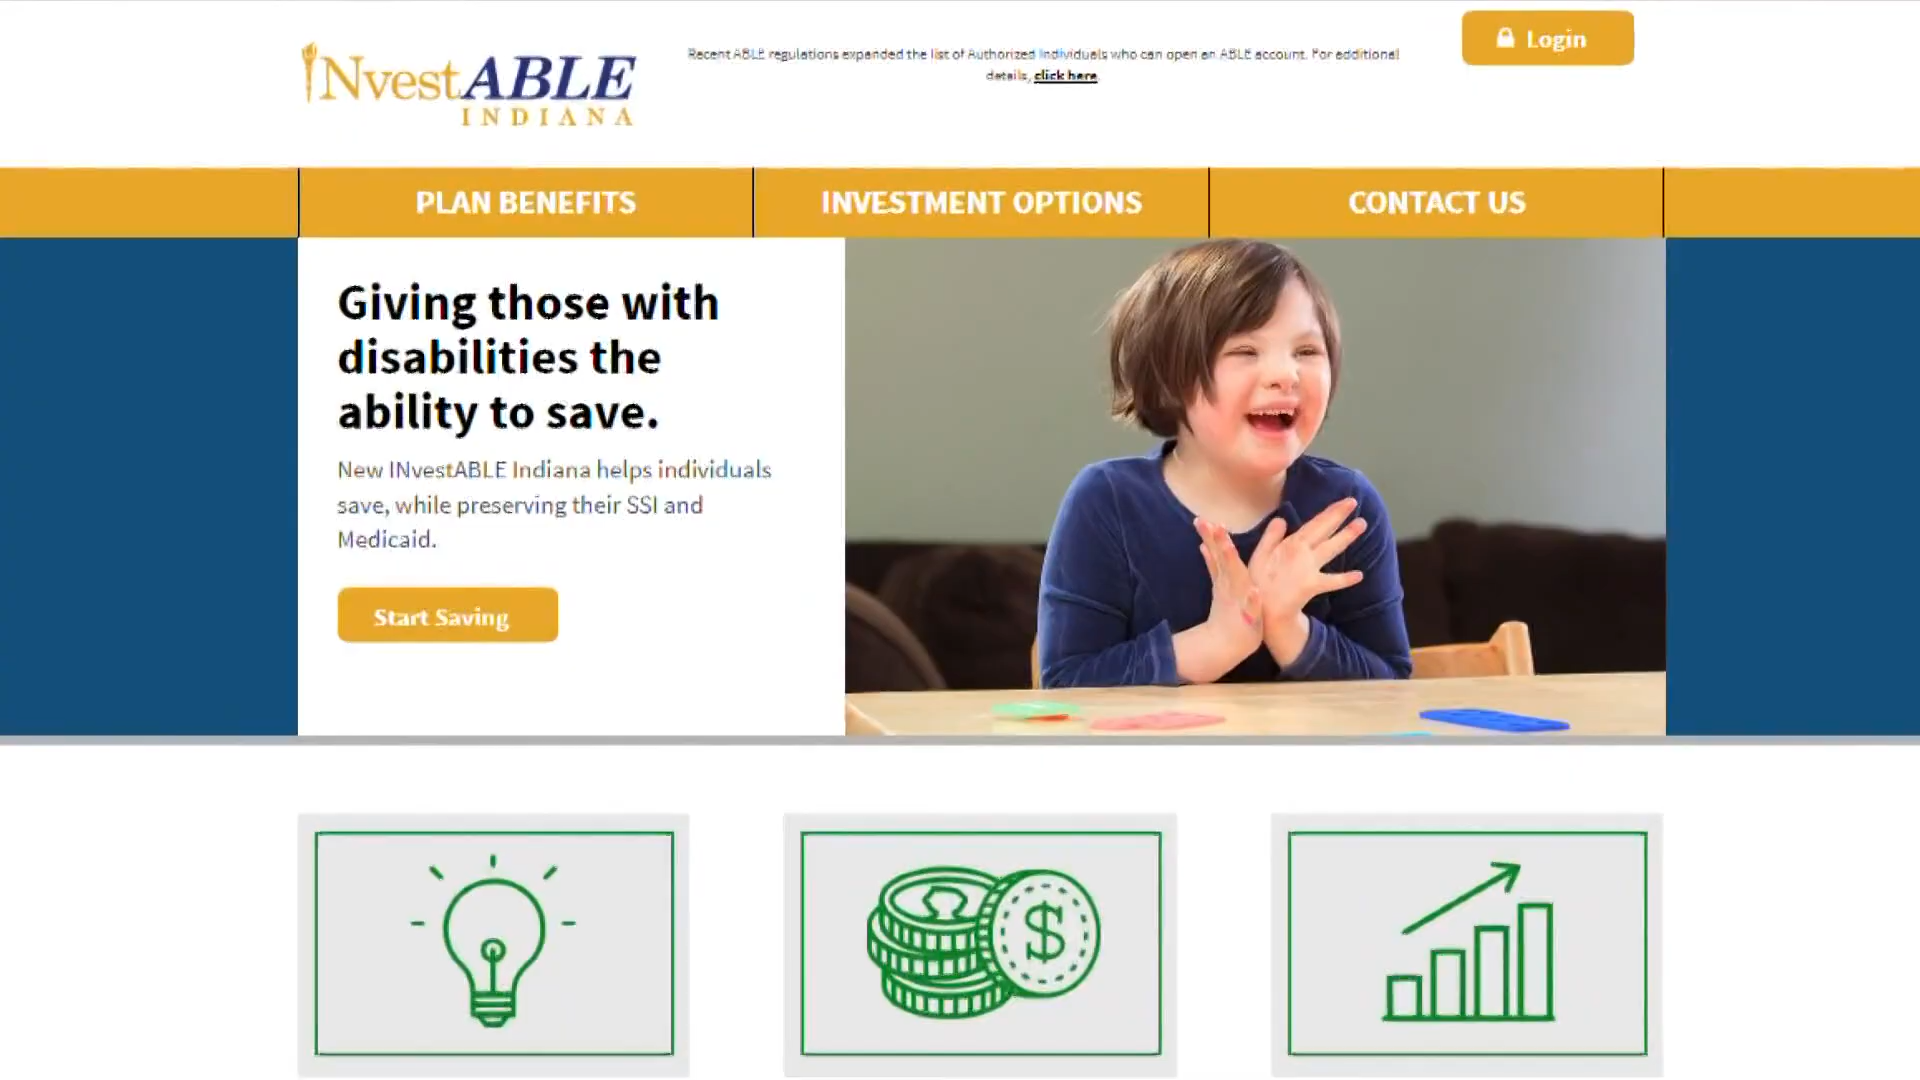 INvestABLE
INDIANA
Recent ABLE regulations expanded the list of Authorized Individuals who can open an ABLE account. For additional
details, click here.
Login
PLAN BENEFITS
INVESTMENT OPTIONS
CONTACT US
Giving those with
disabilities the
ability to save.
New INvestABLE Indiana helps individuals
save, while preserving their SSI and
Medicaid.
Start Saving
$